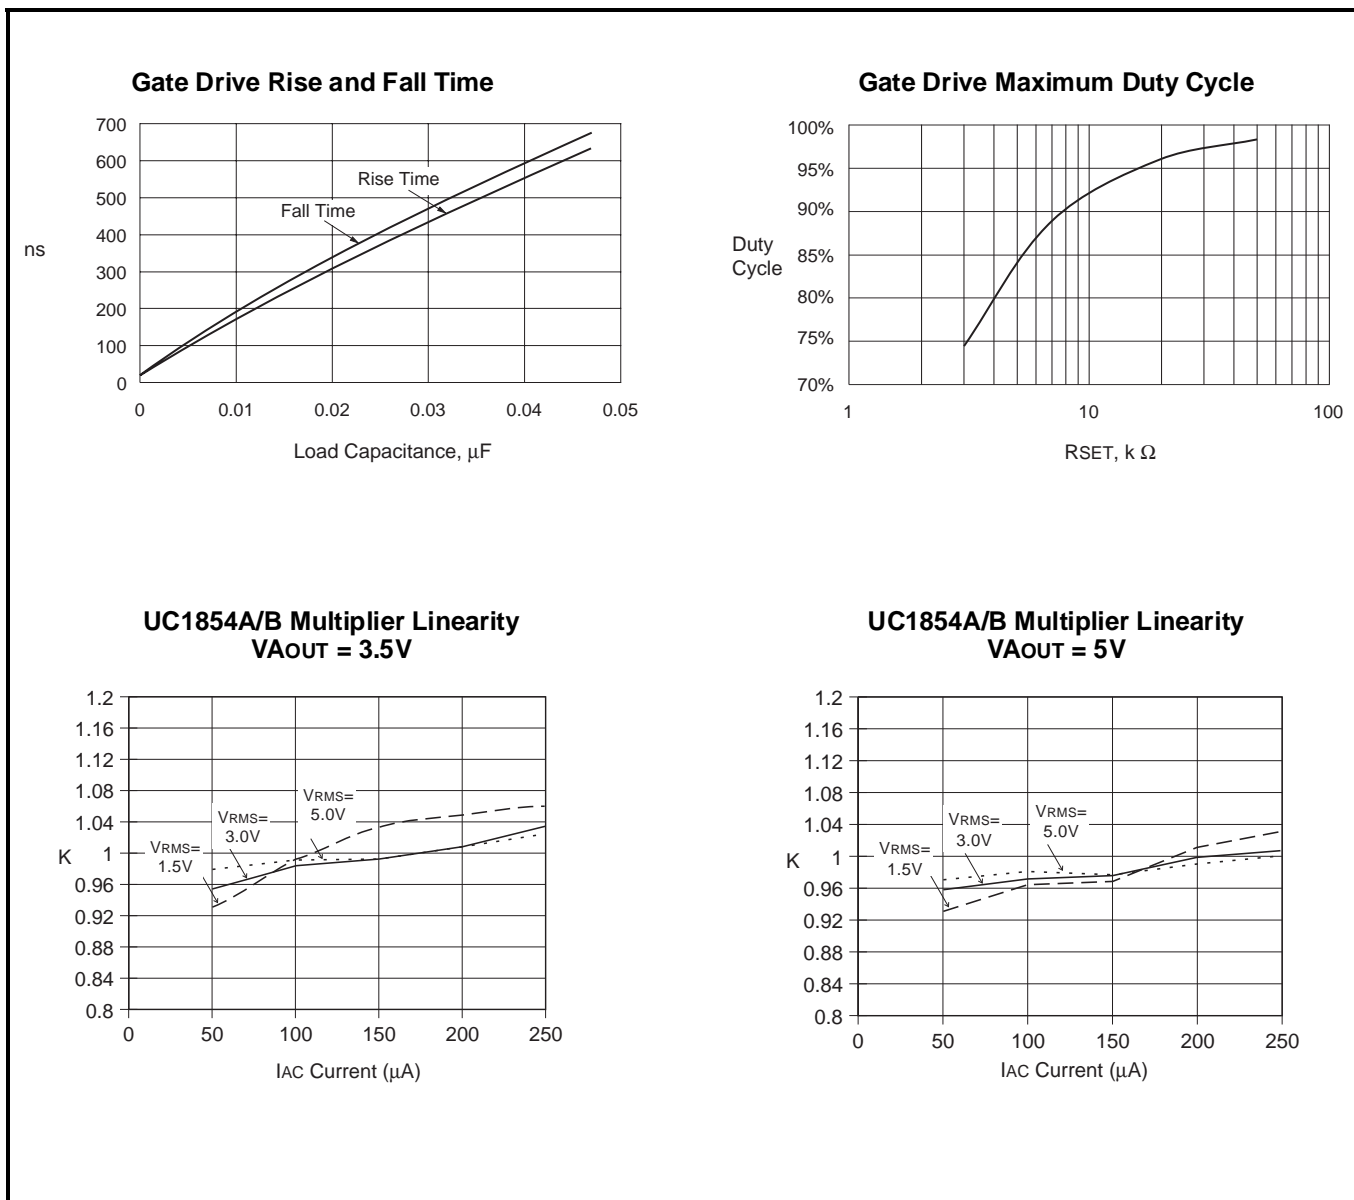 Gate Drive Rise and Fall Time
700
600
500
400
300
200
100
0
ns
Rise Time
Fall Time
0 0.01 0.02 0.03 0.04 0.05
Load Capacitance, μF
Gate Drive Maximum Duty Cycle
100%
95%
90%
85%
80%
75%
70%
Duty
Cycle
1 10 100
RSET, k Ω
UC1854A/B Multiplier Linearity
VAOUT = 3.5V
1.2
1.16
1.12
1.08
1.04
1
0.96
0.92
0.88
0.84
0.8
K
VRMS=
5.0V
VRMS=
3.0V
VRMS=
1.5V
0 50 100 150 200 250
IAC Current (μA)
UC1854A/B Multiplier Linearity
VAOUT = 5V
1.2
1.16
1.12
1.08
1.04
1
0.96
0.92
0.88
0.84
0.8
K
VRMS=
5.0V
VRMS=
3.0V
VRMS=
1.5V
0 50 100 150 200 250
IAC Current (μA)